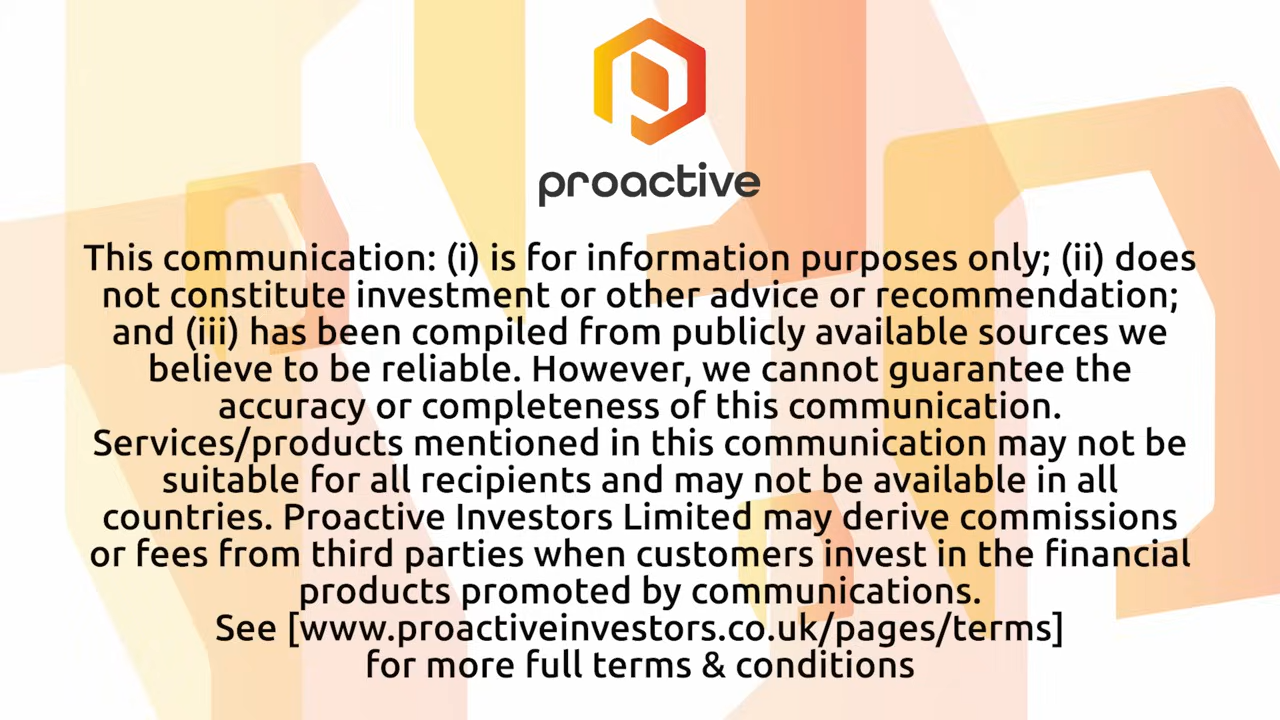 proactive
This communication: (i) is for information purposes only; (ii) does
not constitute investment or other advice or recommendation;
and (iii) has been compiled from publicly available sources we
believe to be reliable. However, we cannot guarantee the
accuracy or completeness of this communication.
Services/products mentioned in this communication may not be
suitable for all recipients and may not be available in all
countries. Proactive Investors Limited may derive commissions
or fees from third parties when customers invest in the financial
products promoted by communications.
See [www.proactiveinvestors.co.uk/pages/terms]
for more full terms & conditions